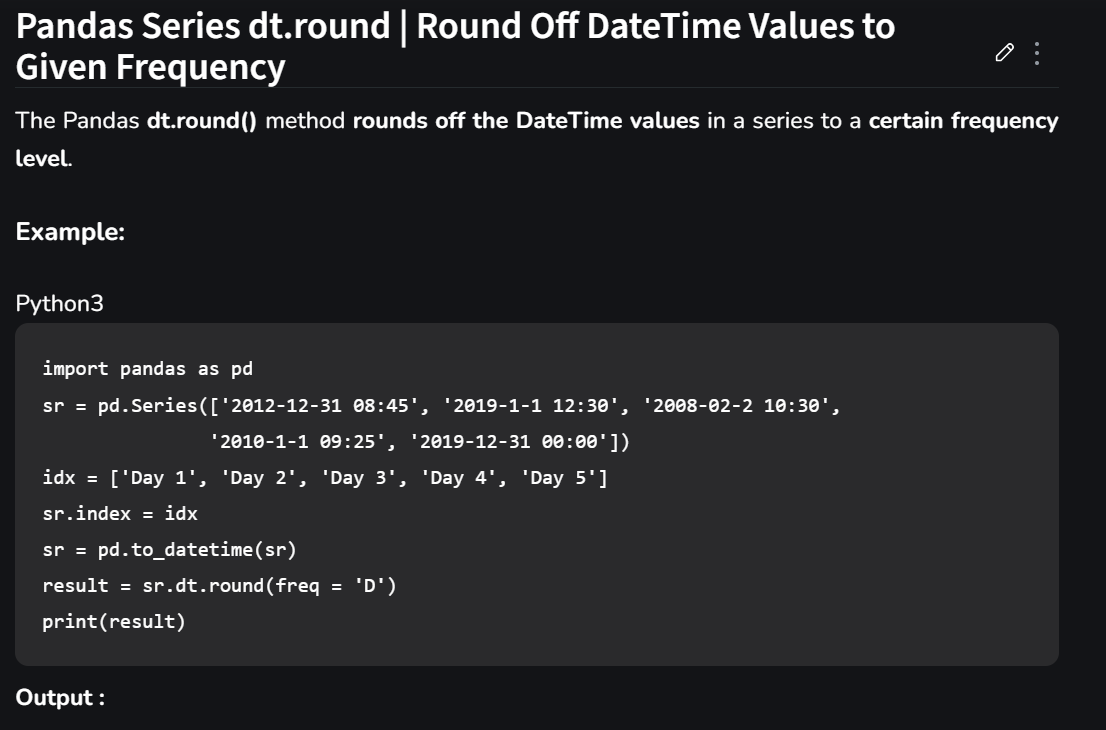 Pandas Series dt.round | Round Off DateTime Values to
Given Frequency
The Pandas dt.round() method rounds off the DateTime values in a series to a certain frequency
level.
Example:
Python3
import pandas as pd
sr = pd.Series(['2012-12-31 08:45', '2019-1-1 12:30', '2008-02-2 10:30',
               '2010-1-1 09:25', '2019-12-31 00:00'])
idx = ['Day 1', 'Day 2', 'Day 3', 'Day 4', 'Day 5']
sr.index = idx
sr = pd.to_datetime(sr)
result = sr.dt.round(freq = 'D')
print(result)
Output :